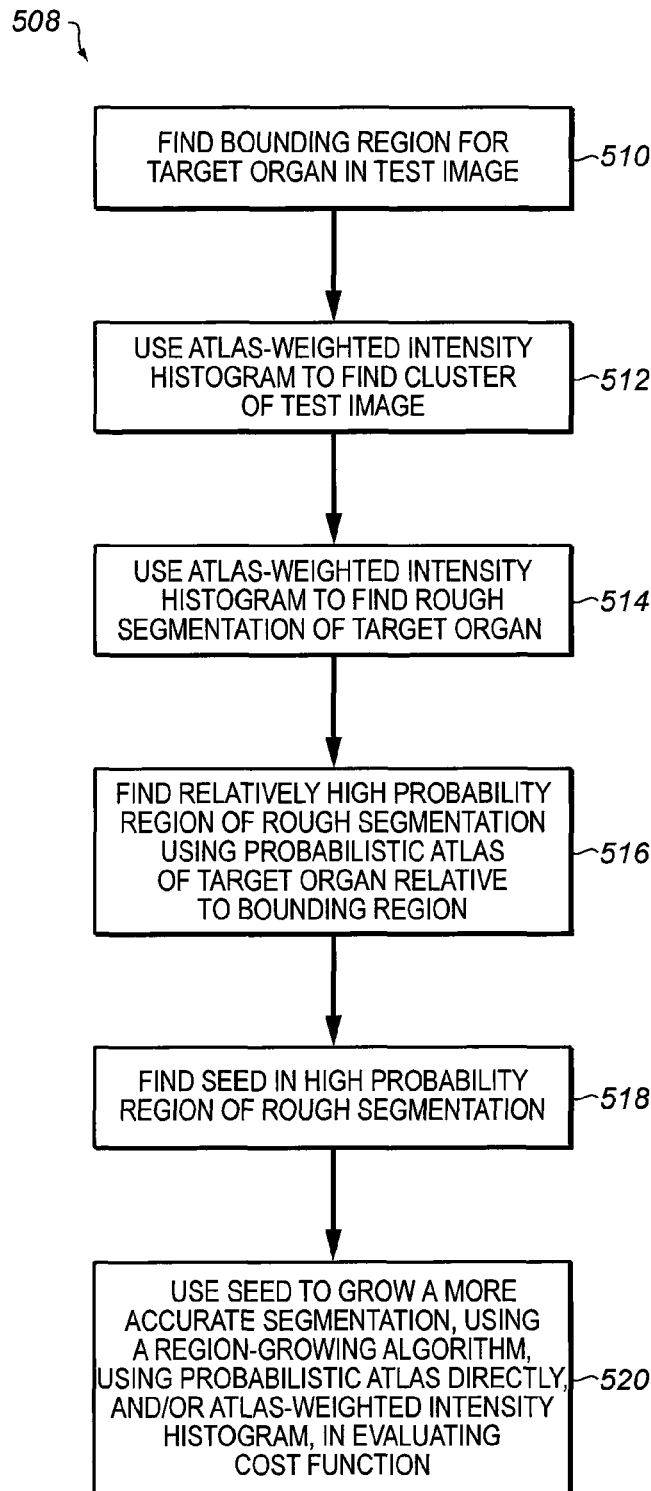 508
FIND BOUNDING REGION FOR
TARGET ORGAN IN TEST IMAGE
510
USE ATLAS-WEIGHTED INTENSITY
HISTOGRAM TO FIND CLUSTER
OF TEST IMAGE
512
USE ATLAS-WEIGHTED INTENSITY
HISTOGRAM TO FIND ROUGH
SEGMENTATION OF TARGET ORGAN
514
FIND RELATIVELY HIGH PROBABILITY
REGION OF ROUGH SEGMENTATION
USING PROBABILISTIC ATLAS
OF TARGET ORGAN RELATIVE
TO BOUNDING REGION
516
FIND SEED IN HIGH PROBABILITY
REGION OF ROUGH SEGMENTATION
518
USE SEED TO GROW A MORE
ACCURATE SEGMENTATION, USING
A REGION-GROWING ALGORITHM,
USING PROBABILISTIC ATLAS DIRECTLY,
AND/OR ATLAS-WEIGHTED INTENSITY
HISTOGRAM, IN EVALUATING
COST FUNCTION
520